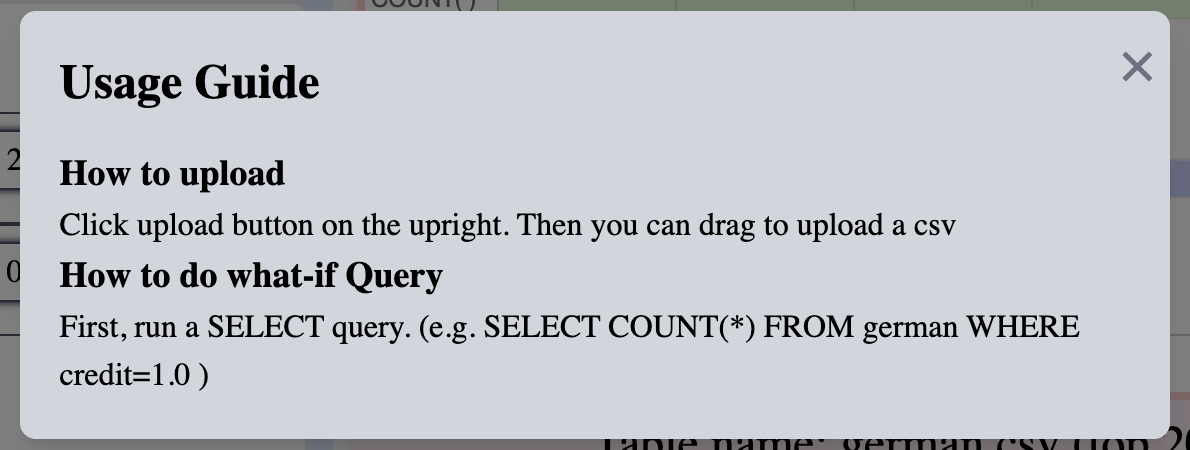 COUNT()
Usage Guide
How to upload
Click upload button on the upright. Then you can drag to upload a csv
How to do what-if Query
First, run a SELECT query. (e.g. SELECT COUNT(*) FROM german WHERE
credit=1.0 )
2
0
Table name: german.csv (top 20